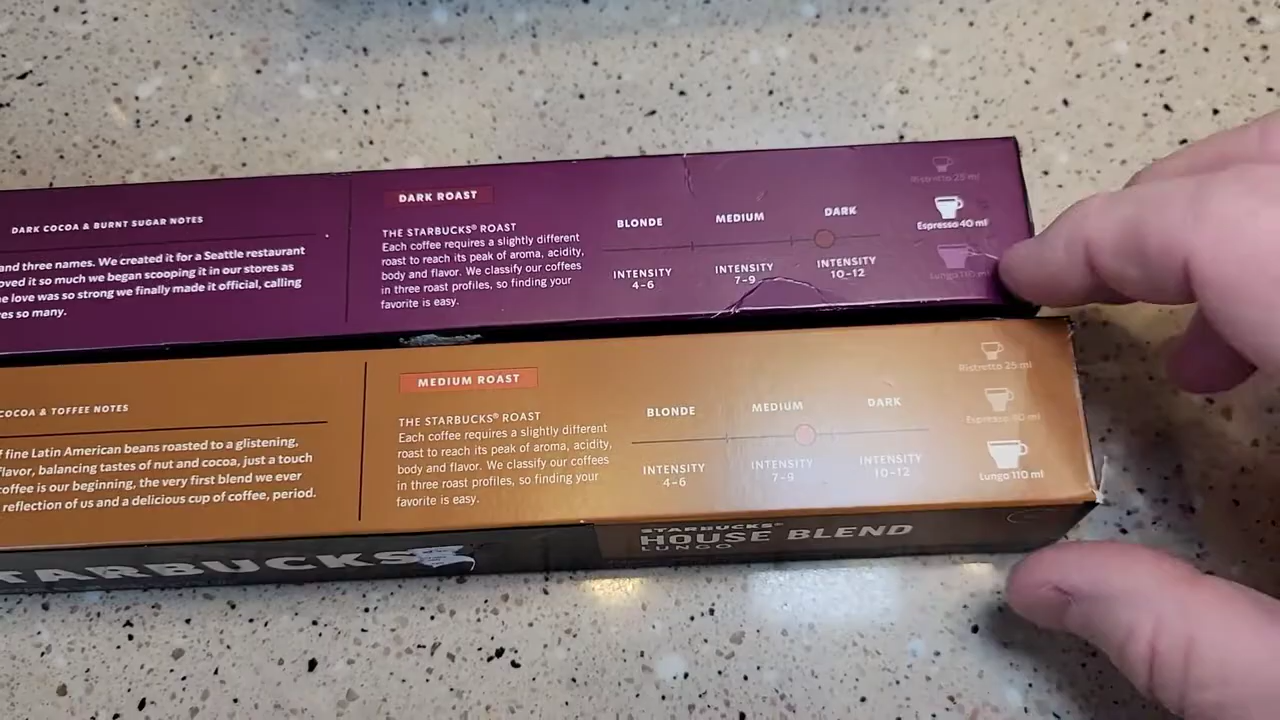 DARK COCOA & BURNT SUGAR NOTES
and three names. We created it for a Seattle restaurant
oved it so much we began scooping it in our stores as
e love was so strong we finally made it official, calling
res so many.
DARK ROAST
THE STARBUCKS® ROAST
Each coffee requires a slightly different
roast to reach its peak of aroma, acidity,
body and flavor. We classify our coffees
in three roast profiles, so finding your
favorite is easy.
BLONDE MEDIUM DARK
INTENSITY INTENSITY INTENSITY
4-6 7-9 10-12
Ristretto 25 ml
Espresso 40 ml
Lungo 110 ml
COCOA & TOFFEE NOTES
f fine Latin American beans roasted to a glistening,
flavor, balancing tastes of nut and cocoa, just a touch
coffee is our beginning, the very first blend we ever
reflection of us and a delicious cup of coffee, period.
MEDIUM ROAST
THE STARBUCKS® ROAST
Each coffee requires a slightly different
roast to reach its peak of aroma, acidity,
body and flavor. We classify our coffees
in three roast profiles, so finding your
favorite is easy.
BLONDE MEDIUM DARK
INTENSITY INTENSITY INTENSITY
4-6 7-9 10-12
Ristretto 25 ml
Espresso 40 ml
Lungo 110 ml
TARBUCKS
STARBUCKS®
HOUSE BLEND
LUNGO